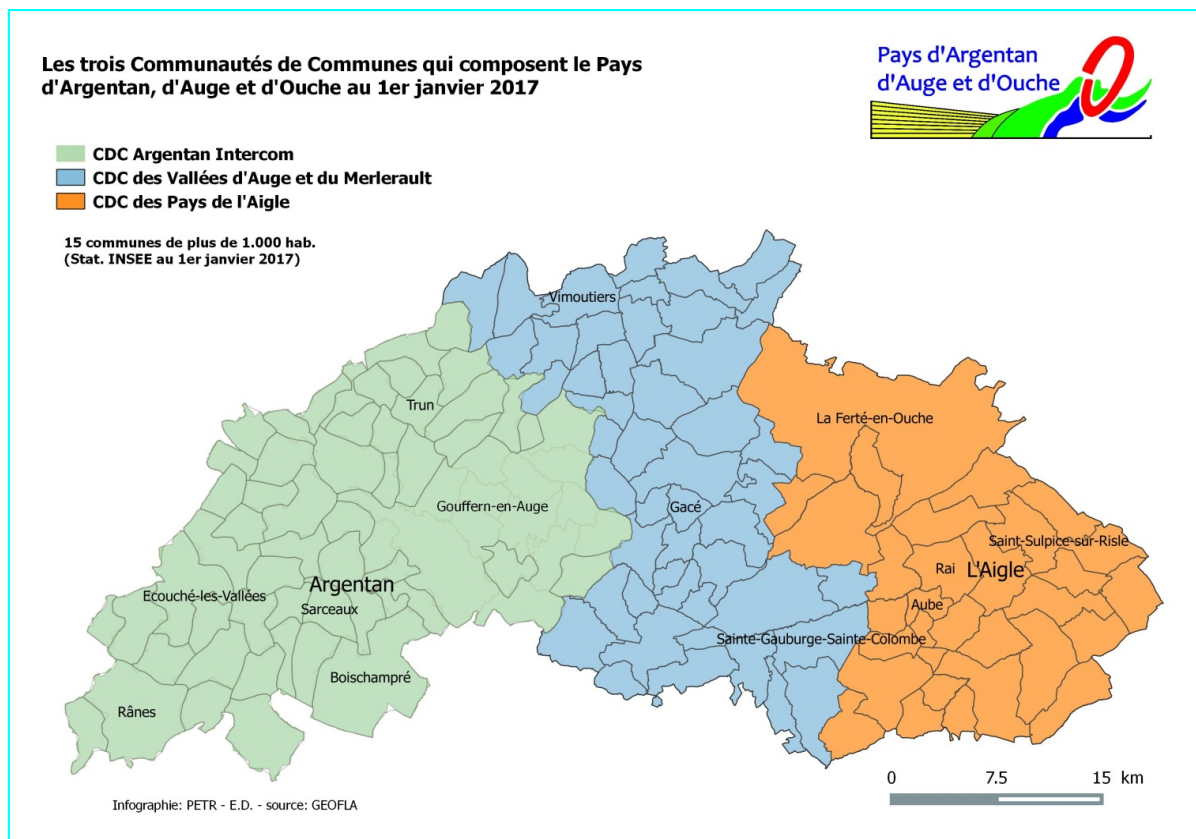 Les trois Communautés de Communes qui composent le Pays
d'Argentan, d'Auge et d'Ouche au 1er janvier 2017
Pays d'Argentan
d'Auge et d'Ouche
CDC Argentan Intercom
CDC des Vallées d'Auge et du Merlerault
CDC des Pays de l'Aigle
15 communes de plus de 1.000 hab.
(Stat. INSEE au 1er janvier 2017)
Vimoutiers
Trun
La Ferté-en-Ouche
Gouffern-en-Auge
Gacé
Saint-Sulpice-sur-Risle
Rai
L'Aigle
Argentan
Ecouché-les-Vallées
Sarceaux
Aube
Sainte-Gauburge-Sainte-Colombe
Boischampré
Rânes
0 7.5 15 km
Infographie: PETR - E.D. - source: GEOFLA